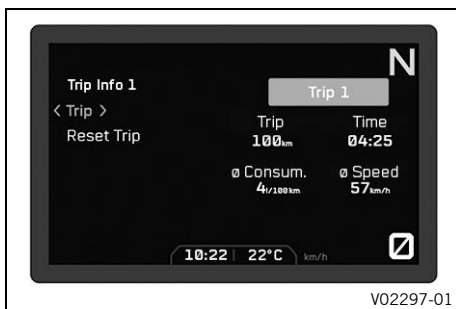 N
Trip Info 1
Trip 1
< Trip >
Trip Time
Reset Trip
100km 04:25
ø Consum. ø Speed
4l/100km 57km/h
10:22 22°C km/h
0
V02297-01